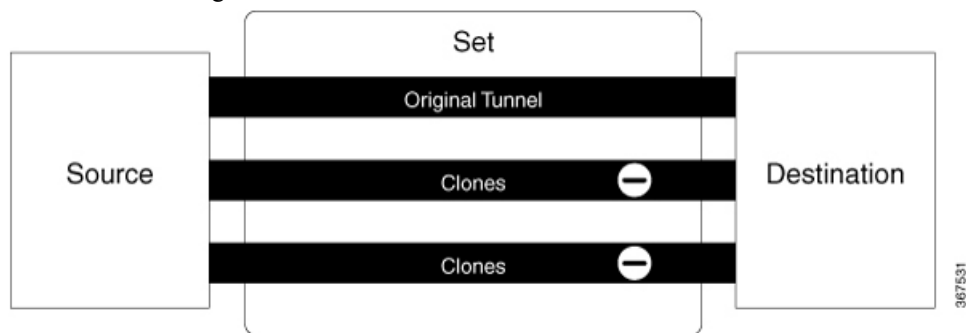 Set
Original Tunnel
Source
Clones
Destination
Clones
367531